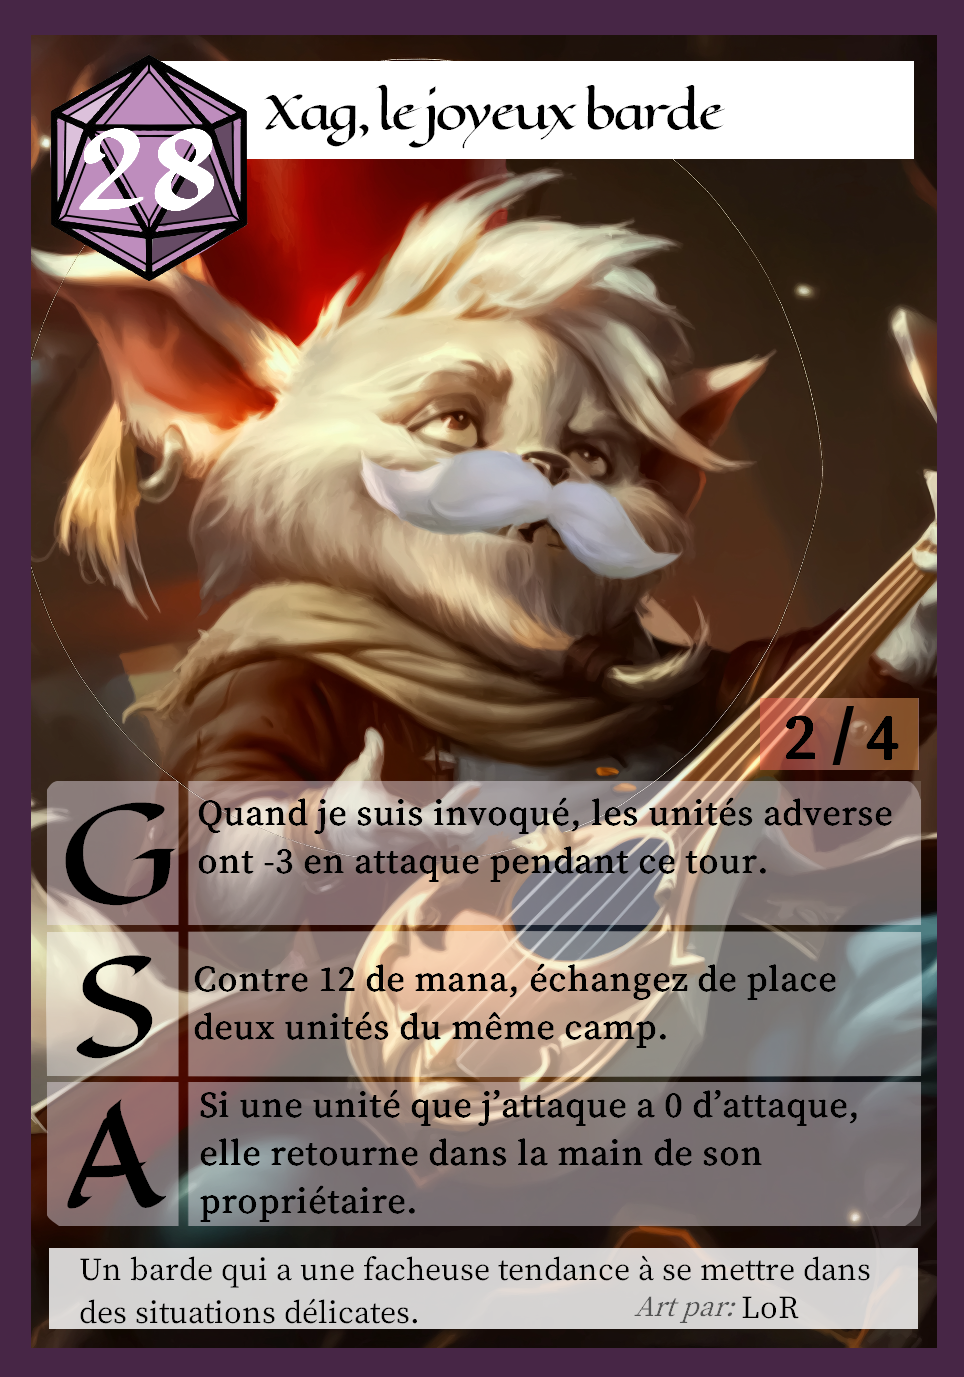 28
Xag, le joyeux barde
2 / 4
G
Quand je suis invoqué, les unités adverse
ont -3 en attaque pendant ce tour.
S
Contre 12 de mana, échangez de place
deux unités du même camp.
A
Si une unité que j’attaque a 0 d’attaque,
elle retourne dans la main de son
propriétaire.
Un barde qui a une facheuse tendance à se mettre dans
des situations délicates.
Art par: LoR